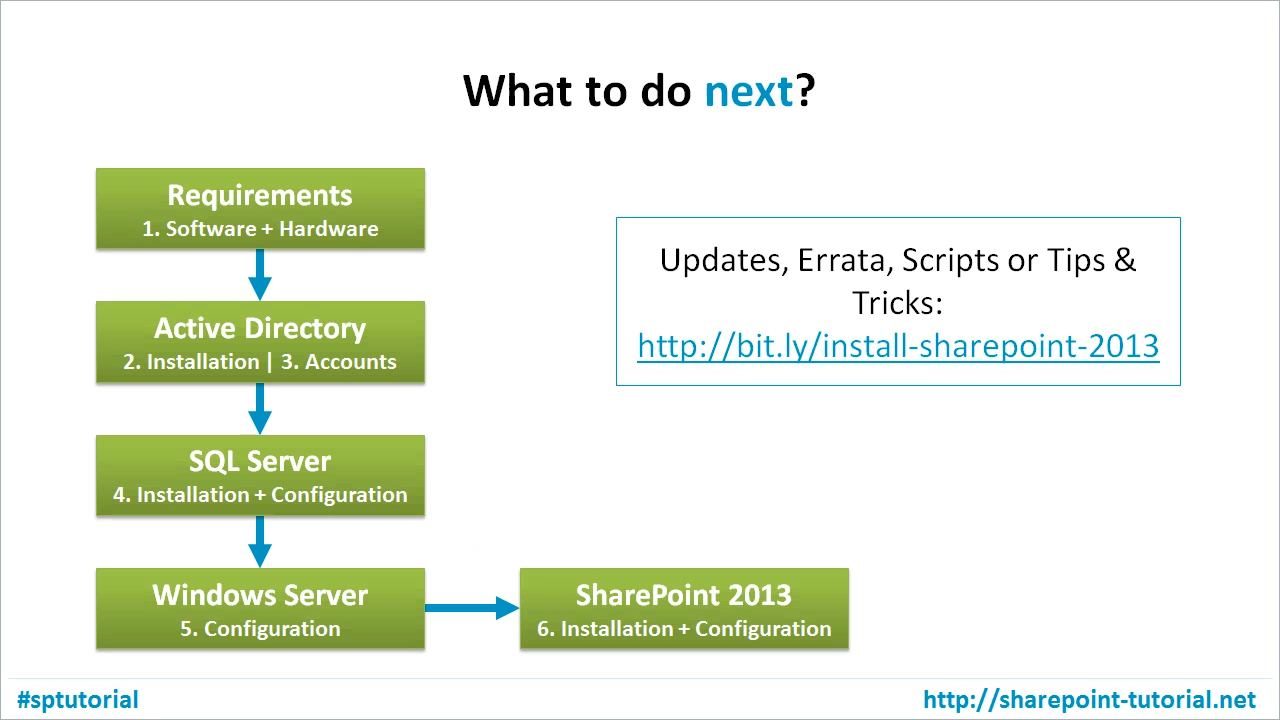 What to do next?
Requirements
1. Software + Hardware
Active Directory
2. Installation | 3. Accounts
SQL Server
4. Installation + Configuration
Windows Server
5. Configuration
SharePoint 2013
6. Installation + Configuration
Updates, Errata, Scripts or Tips &
Tricks:
http://bit.ly/install-sharepoint-2013
#sptutorial
http://sharepoint-tutorial.net